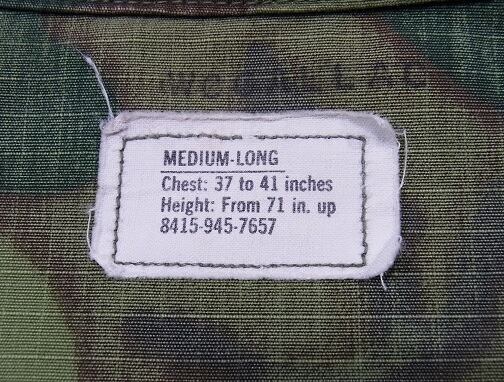 MEDIUM-LONG
Chest: 37 to 41 inches
Height: From 71 in. up
8415-945-7657